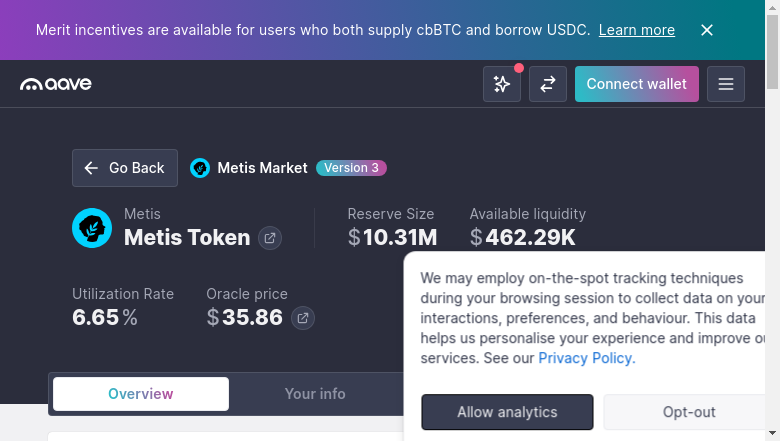 Merit incentives are available for users who both supply cbBTC and borrow USDC. Learn more
aave
Connect wallet
Go Back
Metis Market
Version 3
Metis
Metis Token
Reserve Size
$10.31M
Available liquidity
$462.29K
Utilization Rate
6.65%
Oracle price
$35.86
We may employ on-the-spot tracking techniques
during your browsing session to collect data on your
interactions, preferences, and behaviour. This data
helps us personalise your experience and improve
services. See our Privacy Policy.
Allow analytics
Opt-out
Overview
Your info